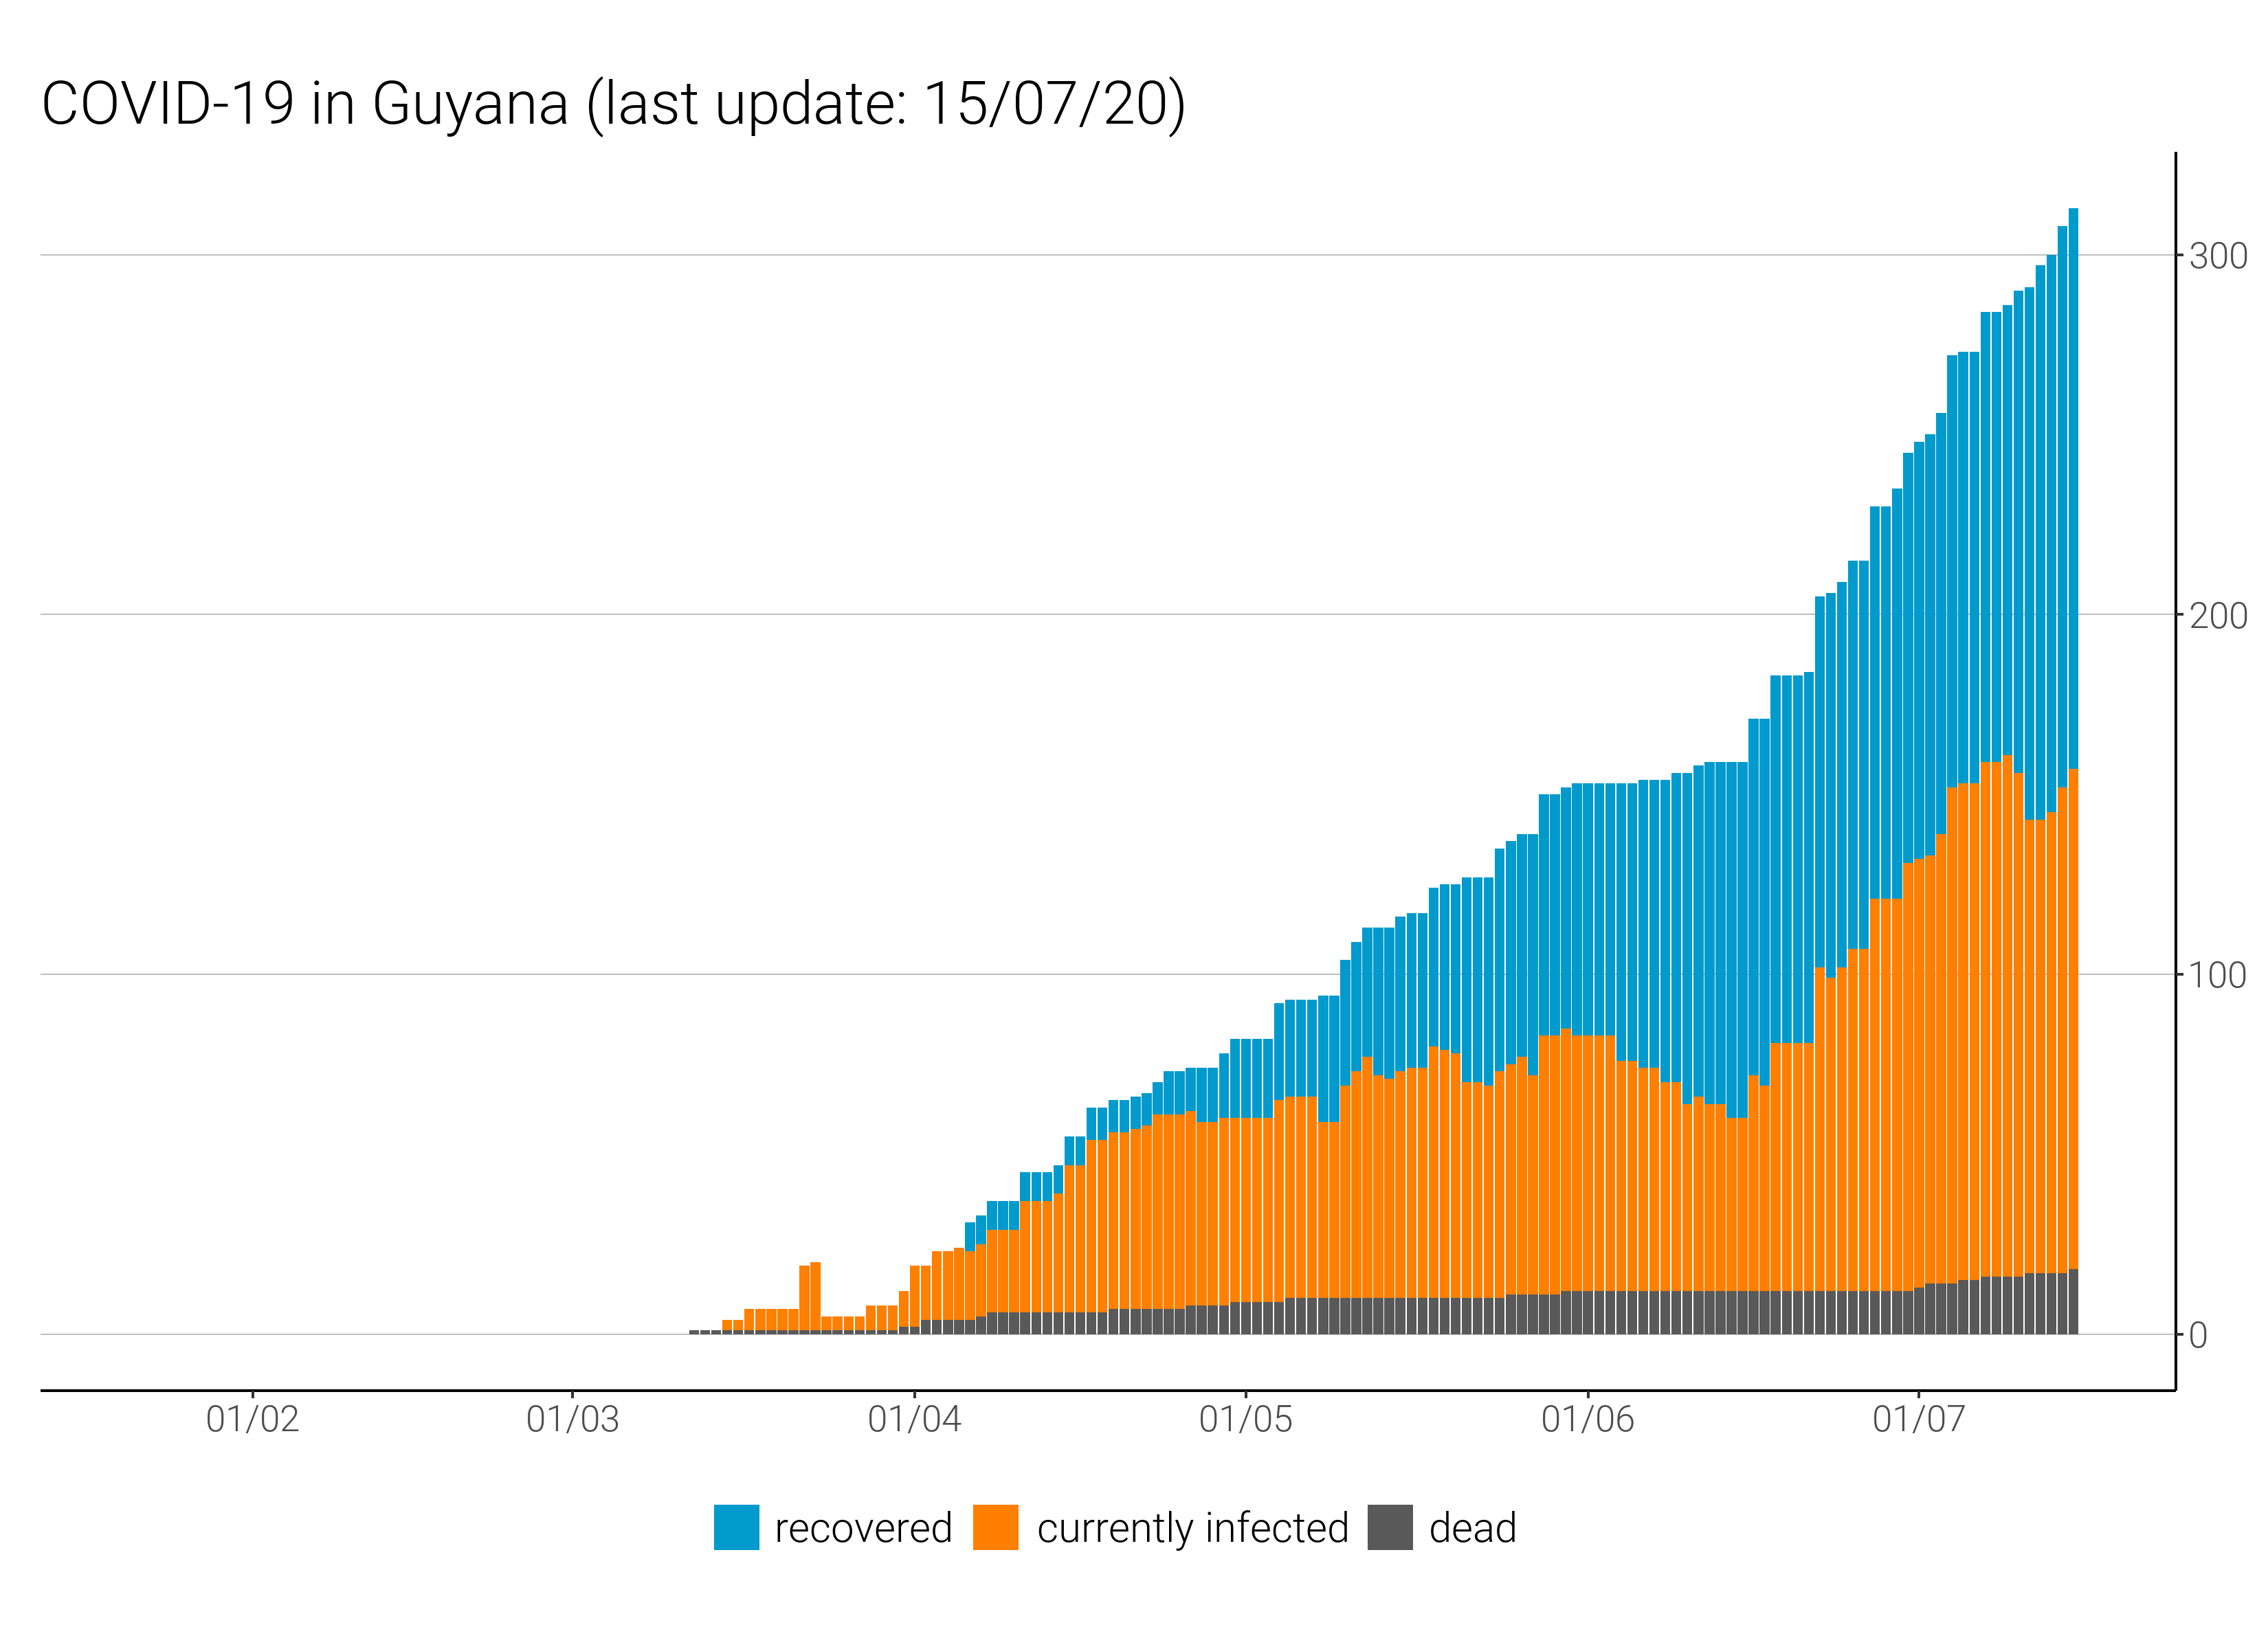 COVID-19 in Guyana (last update: 15/07/20)
300
200
100
0
01/02 01/03 01/04 01/05 01/06 01/07
recovered currently infected dead